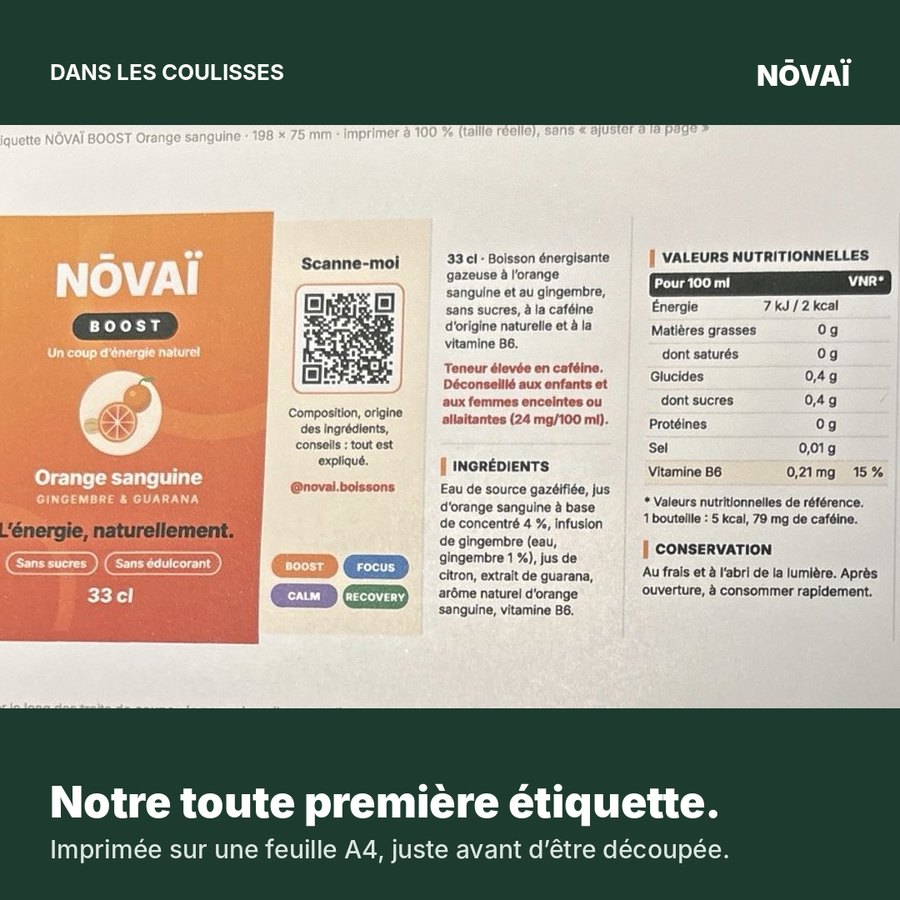 DANS LES COULISSES
NŌVAÏ
iquette NŌVAÏ BOOST Orange sanguine · 198 × 75 mm · imprimer à 100 % (taille réelle), sans « ajuster à la page »
NŌVAÏ
BOOST
Un coup d'énergie naturel
Orange sanguine
GINGEMBRE & GUARANA
L'énergie, naturellement.
Sans sucres
Sans édulcorant
33 cl
Scanne-moi
Composition, origine
des ingrédients,
conseils : tout est
expliqué.
@novai.boissons
BOOST
FOCUS
CALM
RECOVERY
33 cl · Boisson énergisante
gazeuse à l'orange
sanguine et au gingembre,
sans sucres, à la caféine
d'origine naturelle et à la
vitamine B6.
Teneur élevée en caféine.
Déconseillé aux enfants et
aux femmes enceintes ou
allaitantes (24 mg/100 ml).
INGRÉDIENTS
Eau de source gazéifiée, jus
d'orange sanguine à base
de concentré 4 %, infusion
de gingembre (eau,
gingembre 1 %), jus de
citron, extrait de guarana,
arôme naturel d'orange
sanguine, vitamine B6.
VALEURS NUTRITIONNELLES
Pour 100 ml VNR*
Énergie 7 kJ / 2 kcal
Matières grasses 0 g
dont saturés 0 g
Glucides 0,4 g
dont sucres 0,4 g
Protéines 0 g
Sel 0,01 g
Vitamine B6 0,21 mg 15 %
* Valeurs nutritionnelles de référence.
1 bouteille : 5 kcal, 79 mg de caféine.
CONSERVATION
Au frais et à l'abri de la lumière. Après
ouverture, à consommer rapidement.
Notre toute première étiquette.
Imprimée sur une feuille A4, juste avant d'être découpée.